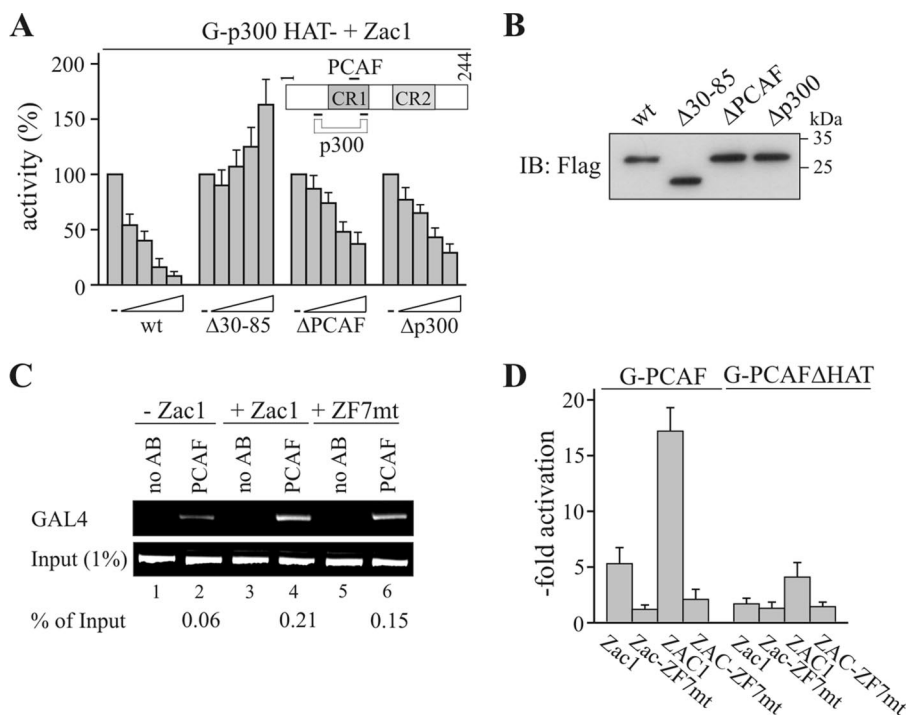 A
G-p300 HAT- + Zac1
200
150
100
50
0
activity (%)
PCAF
1
244
CR1
CR2
p300
-
-
-
-
wt
Δ30-85
ΔPCAF
Δp300
B
wt
Δ30-85
ΔPCAF
Δp300
kDa
35
25
IB: Flag
C
- Zac1
+ Zac1
+ ZF7mt
no AB
PCAF
no AB
PCAF
no AB
PCAF
GAL4
Input (1%)
1 2 3 4 5 6
% of Input 0.06 0.21 0.15
D
G-PCAF
G-PCAFΔHAT
20
15
10
5
0
-fold activation
Zac1
Zac-ZF7mt
ZAC1
ZAC-ZF7mt
Zac1
Zac-ZF7mt
ZAC1
ZAC-ZF7mt